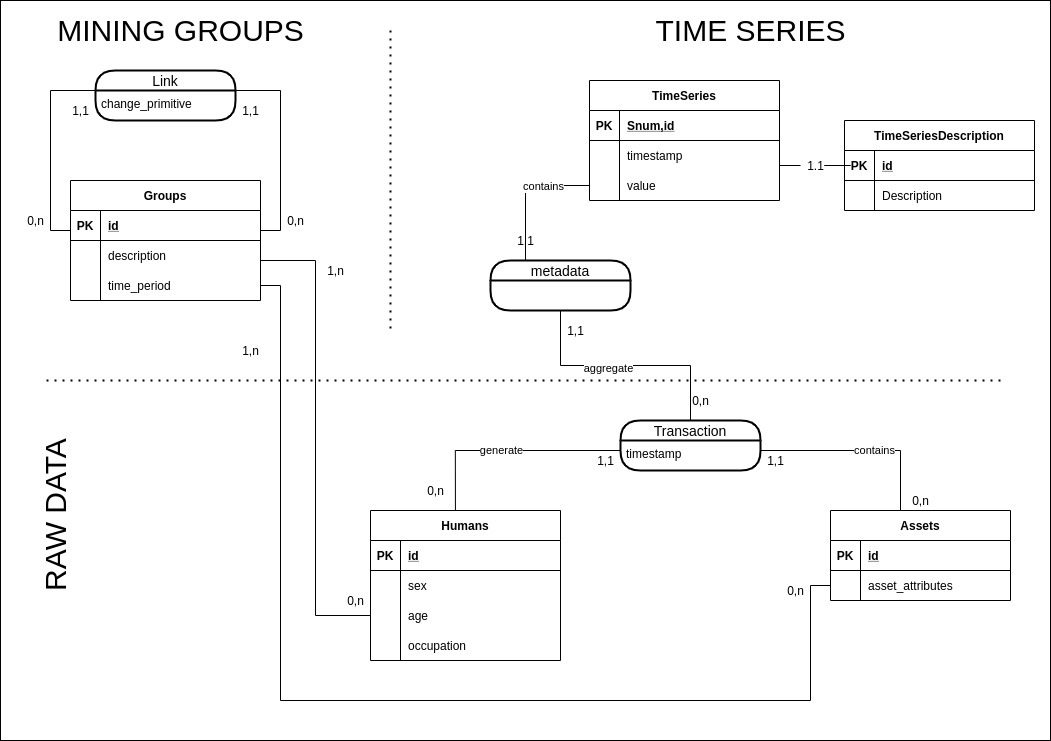 MINING GROUPS
TIME SERIES
Link
change_primitive
1,1
1,1
0,n
0,n
Groups
PK id
description
time_period
1,n
1,n
TimeSeries
PK Snum,id
timestamp
value
1.1
TimeSeriesDescription
PK id
Description
contains
1 1
metadata
1,1
aggregate
0,n
RAW DATA
Transaction
timestamp
generate
1,1
1,1
contains
0,n
0,n
Humans
PK id
sex
age
occupation
0,n
Assets
PK id
asset_attributes
0,n